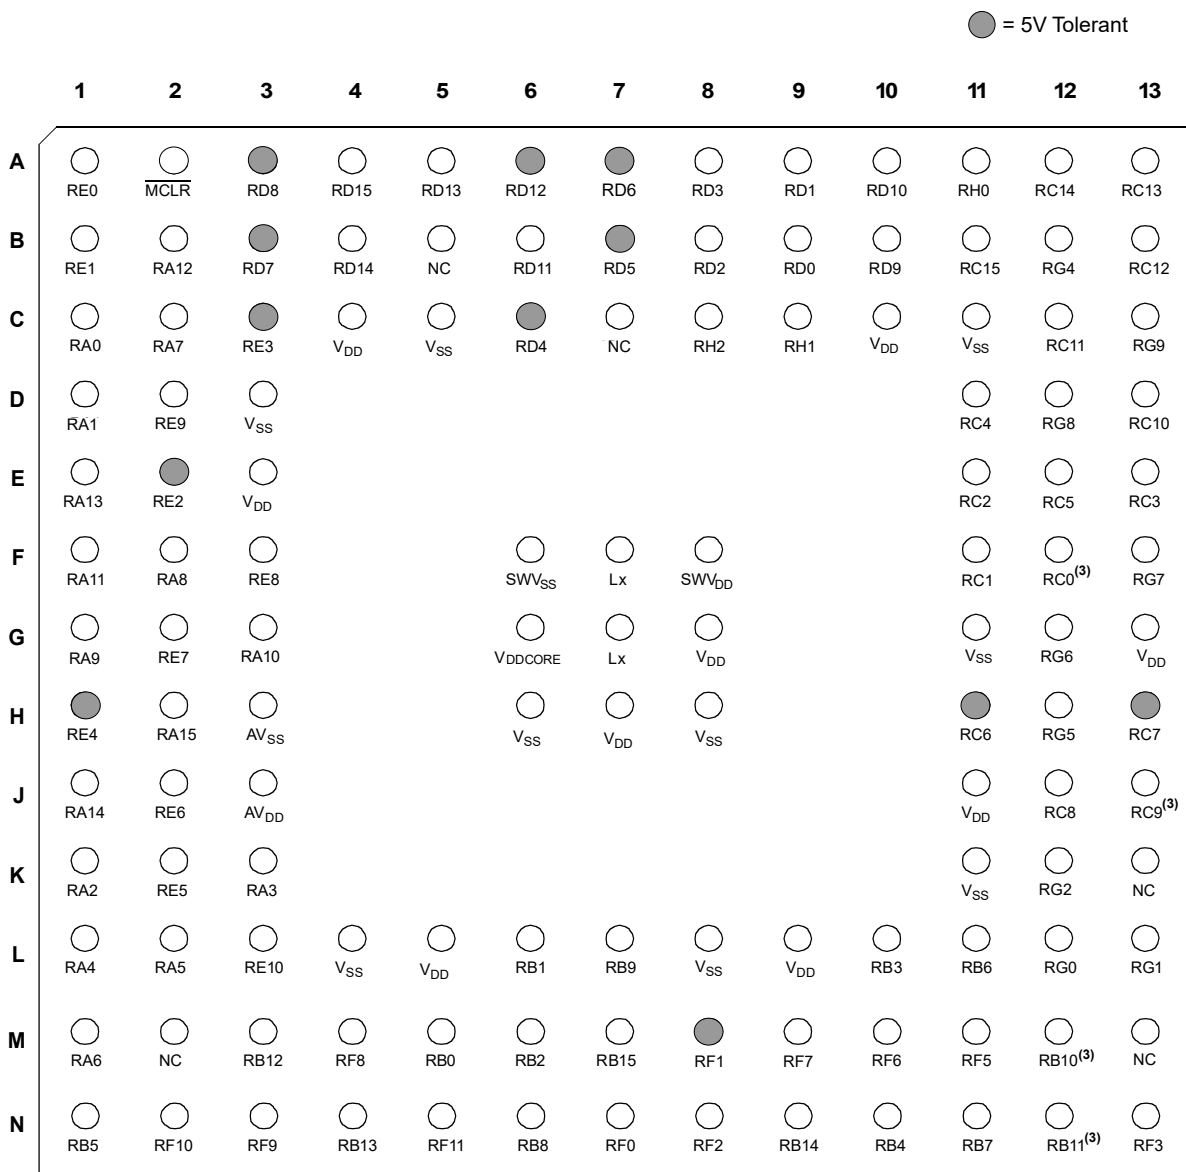 = 5V Tolerant
1 2 3 4 5 6 7 8 9 10 11 12 13
A
RE0 MCLR RD8 RD15 RD13 RD12 RD6 RD3 RD1 RD10 RH0 RC14 RC13
B
RE1 RA12 RD7 RD14 NC RD11 RD5 RD2 RD0 RD9 RC15 RG4 RC12
C
RA0 RA7 RE3 VDD VSS RD4 NC RH2 RH1 VDD VSS RC11 RG9
D
RA1 RE9 VSS RC4 RG8 RC10
E
RA13 RE2 VDD RC2 RC5 RC3
F
RA11 RA8 RE8 SWVSS Lx SWVDD RC1 RC0(3) RG7
G
RA9 RE7 RA10 VDDCORE Lx VDD VSS RG6 VDD
H
RE4 RA15 AVSS VSS VDD VSS RC6 RG5 RC7
J
RA14 RE6 AVDD VDD RC8 RC9(3)
K
RA2 RE5 RA3 VSS RG2 NC
L
RA4 RA5 RE10 VSS VDD RB1 RB9 VSS VDD RB3 RB6 RG0 RG1
M
RA6 NC RB12 RF8 RB0 RB2 RB15 RF1 RF7 RF6 RF5 RB10(3) NC
N
RB5 RF10 RF9 RB13 RF11 RB8 RF0 RF2 RB14 RB4 RB7 RB11(3) RF3